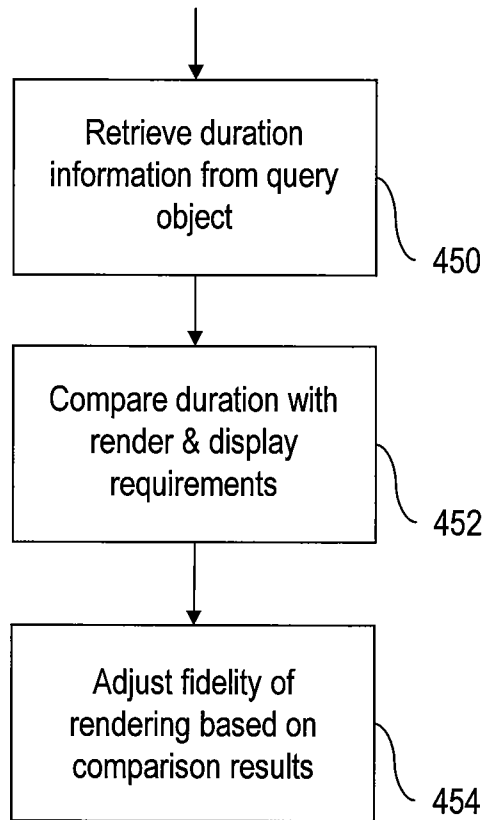 Retrieve duration
information from query
object
450
Compare duration with
render & display
requirements
452
Adjust fidelity of
rendering based on
comparison results
454